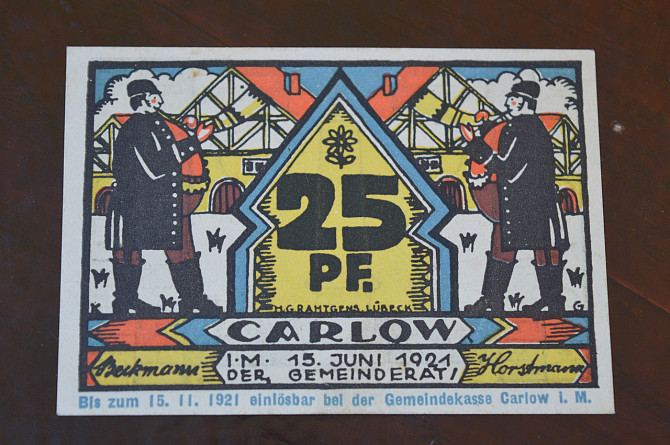 25
PF.
H.G.RAHTGENS, LÜBECK
K G
CARLOW
Beckmann I·M· 15. JUNI 1921 Horstmann
DER GEMEINDERAT!
Bis zum 15. 11. 1921 einlösbar bei der Gemeindekasse Carlow i. M.